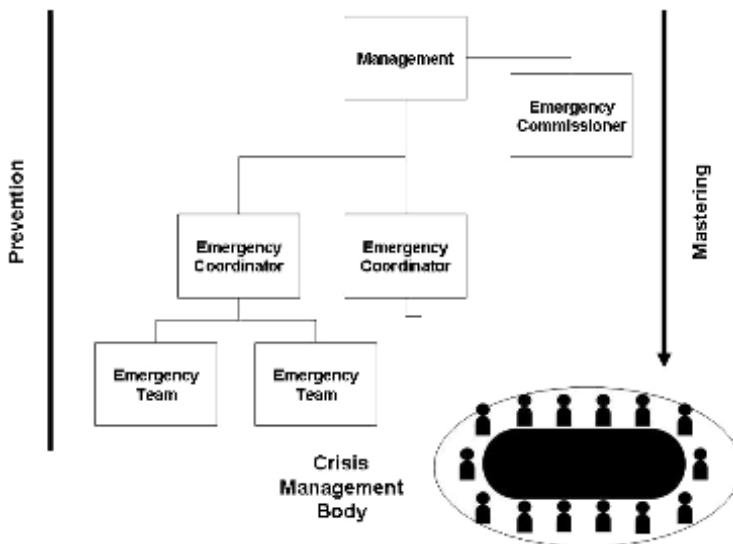 Management
Emergency
Commissioner
Prevention
Mastering
Emergency
Coordinator
Emergency
Coordinator
Emergency
Team
Emergency
Team
Crisis
Management
Body